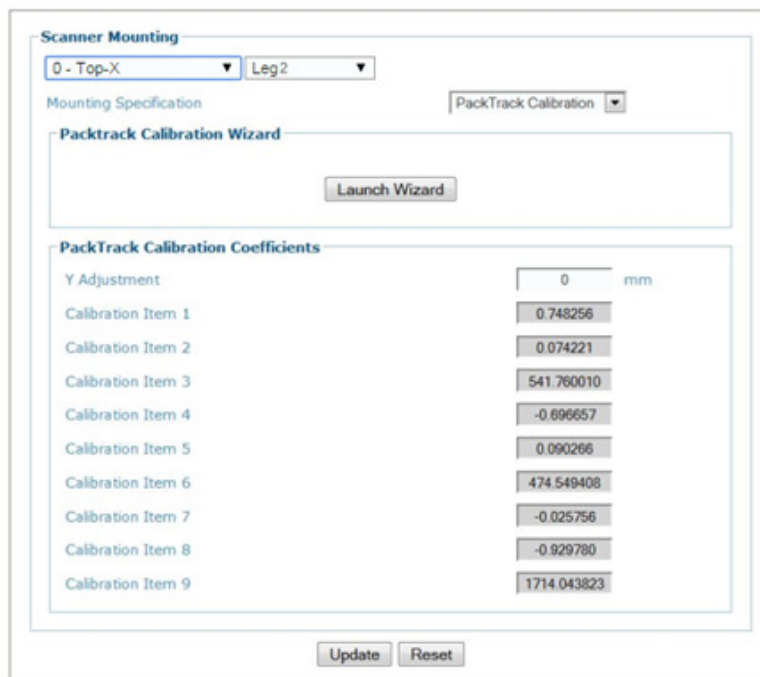 Scanner Mounting
0 - Top-X Leg2
Mounting Specification PackTrack Calibration
Packtrack Calibration Wizard
Launch Wizard
PackTrack Calibration Coefficients
Y Adjustment 0 mm
Calibration Item 1 0.748256
Calibration Item 2 0.074221
Calibration Item 3 541.760010
Calibration Item 4 -0.696657
Calibration Item 5 0.090266
Calibration Item 6 474.549408
Calibration Item 7 -0.025756
Calibration Item 8 -0.929780
Calibration Item 9 1714.043823
Update Reset